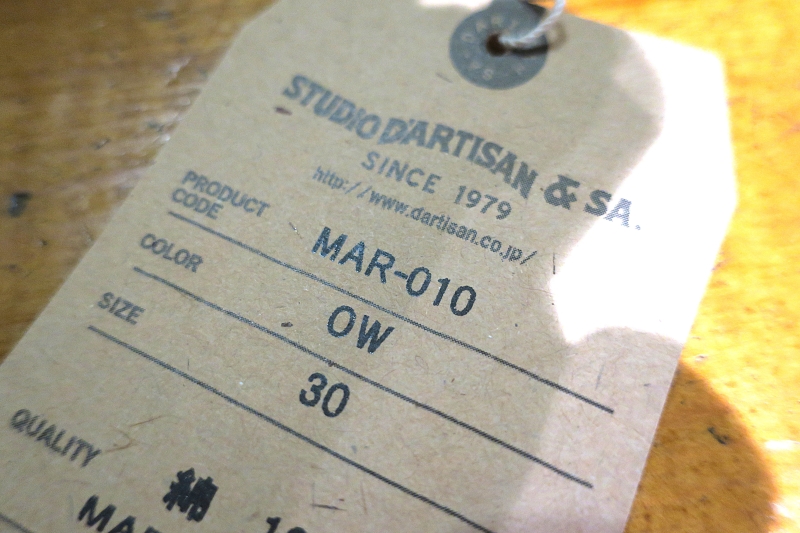 STUDIO D'ARTISAN & SA.
SINCE 1979
http://www.dartisan.co.jp/
PRODUCT CODE MAR-010
COLOR OW
SIZE 30
QUALITY 綿